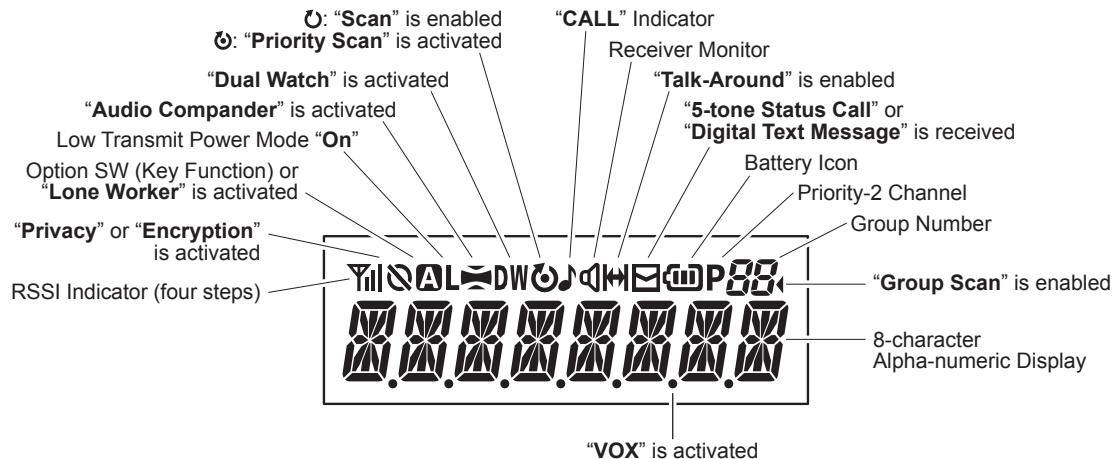 ↻: “Scan” is enabled
⥁: “Priority Scan” is activated
“Dual Watch” is activated
“Audio Compander” is activated
Low Transmit Power Mode “On”
Option SW (Key Function) or
“Lone Worker” is activated
“Privacy” or “Encryption”
is activated
RSSI Indicator (four steps)
“CALL” Indicator
Receiver Monitor
“Talk-Around” is enabled
“5-tone Status Call” or
“Digital Text Message” is received
Battery Icon
Priority-2 Channel
Group Number
“Group Scan” is enabled
8-character
Alpha-numeric Display
A L DW P 88
“VOX” is activated